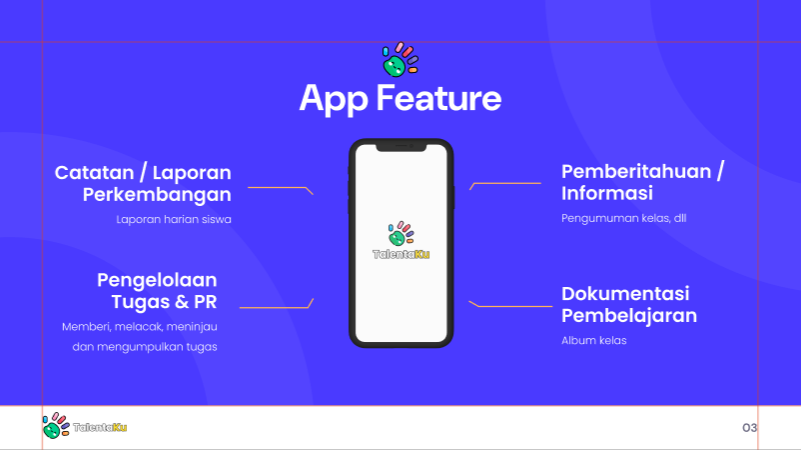 App Feature
Catatan / Laporan
Perkembangan
Laporan harian siswa
Pengelolaan
Tugas & PR
Memberi, melacak, meninjau
dan mengumpulkan tugas
TalentaKu
Pemberitahuan /
Informasi
Pengumuman kelas, dll
Dokumentasi
Pembelajaran
Album kelas
TalentaKu
03